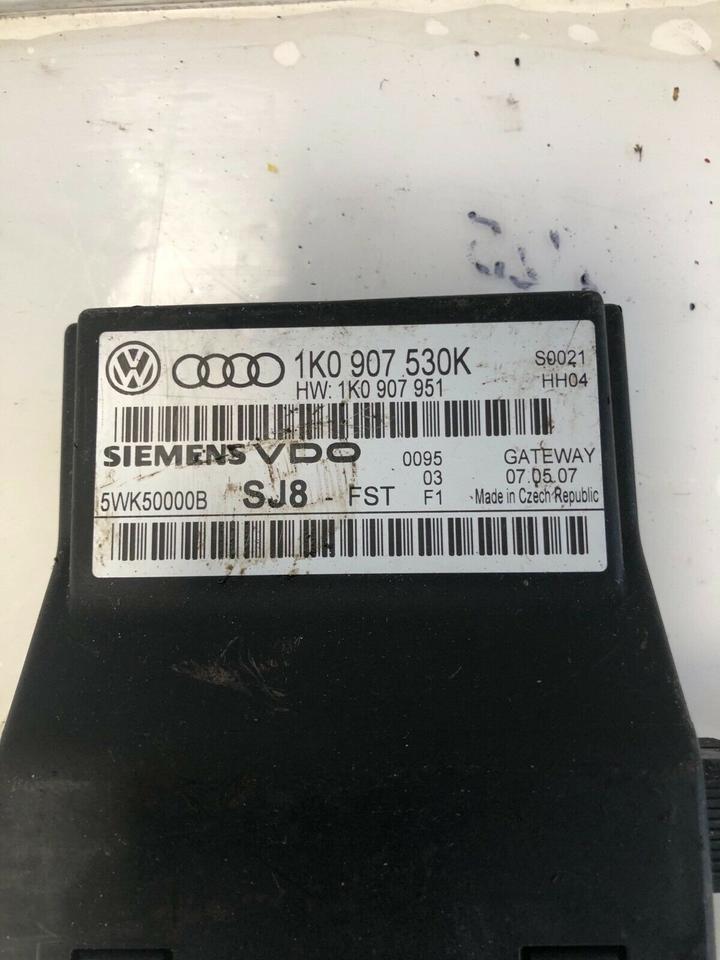 1K0 907 530K S0021
HW: 1K0 907 951 HH04
SIEMENS VDO 0095 GATEWAY
03 07.05.07
5WK50000B SJ8 - FST F1 Made in Czech Republic